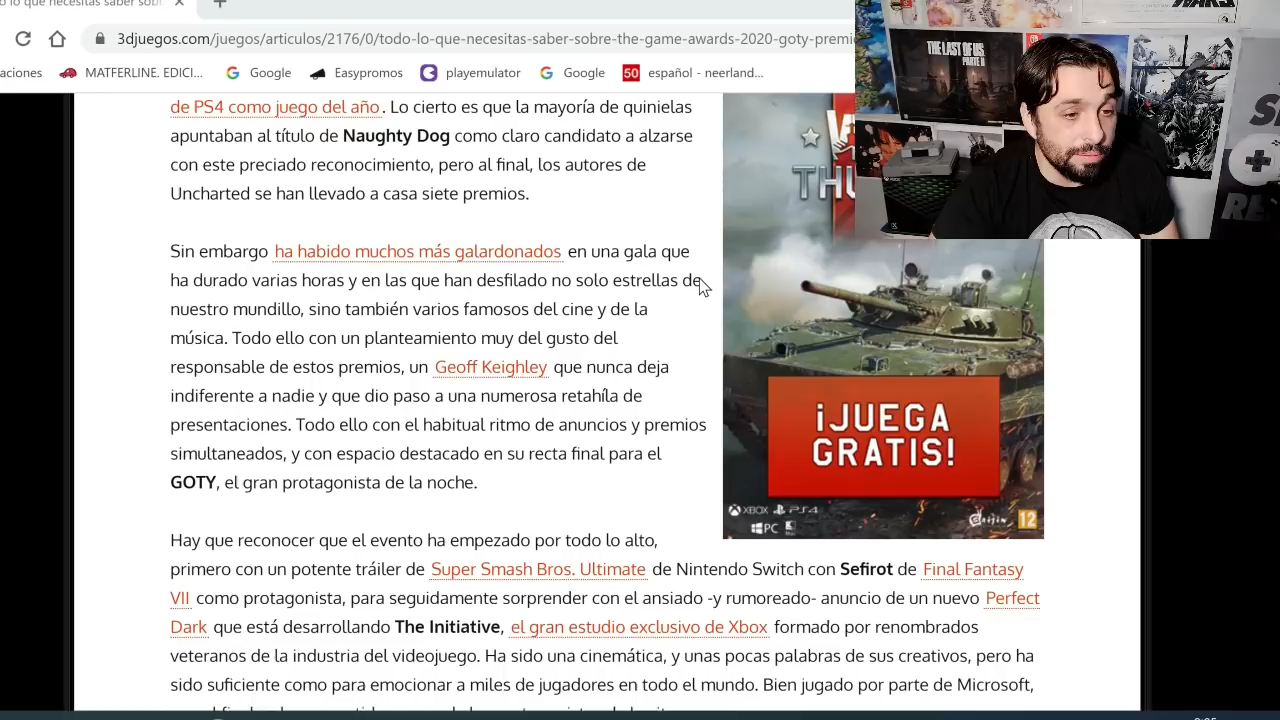 o lo que necesitas saber sob
3djuegos.com/juegos/articulos/2176/0/todo-lo-que-necesitas-saber-sobre-the-game-awards-2020-goty-premi
aciones MATFERLINE. EDICI... Google Easypromos playemulator Google 50 español - neerland...
THE LAST OF US
PARTE II
de PS4 como juego del año. Lo cierto es que la mayoría de quinielas
apuntaban al título de Naughty Dog como claro candidato a alzarse
con este preciado reconocimiento, pero al final, los autores de
Uncharted se han llevado a casa siete premios.
Sin embargo ha habido muchos más galardonados en una gala que
ha durado varias horas y en las que han desfilado no solo estrellas de
nuestro mundillo, sino también varios famosos del cine y de la
música. Todo ello con un planteamiento muy del gusto del
responsable de estos premios, un Geoff Keighley que nunca deja
indiferente a nadie y que dio paso a una numerosa retahíla de
presentaciones. Todo ello con el habitual ritmo de anuncios y premios
simultaneados, y con espacio destacado en su recta final para el
GOTY, el gran protagonista de la noche.
¡JUEGA
GRATIS!
XBOX PS4
PC
Gaijin 12
Hay que reconocer que el evento ha empezado por todo lo alto,
primero con un potente tráiler de Super Smash Bros. Ultimate de Nintendo Switch con Sefirot de Final Fantasy
VII como protagonista, para seguidamente sorprender con el ansiado -y rumoreado- anuncio de un nuevo Perfect
Dark que está desarrollando The Initiative, el gran estudio exclusivo de Xbox formado por renombrados
veteranos de la industria del videojuego. Ha sido una cinemática, y unas pocas palabras de sus creativos, pero ha
sido suficiente como para emocionar a miles de jugadores en todo el mundo. Bien jugado por parte de Microsoft,